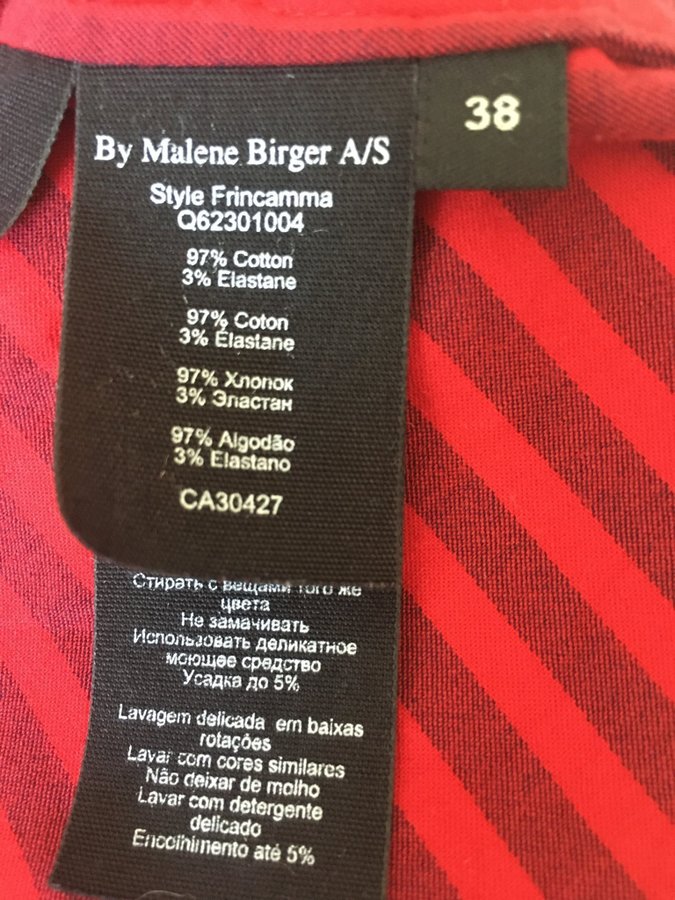 By Malene Birger A/S
38
Style Frincamma
Q62301004
97% Cotton
3% Elastane
97% Coton
3% Élastane
97% Хлопок
3% Эластан
97% Algodão
3% Elastano
CA30427
Стирать с вещами того же
цвета
Не замачивать
Использовать деликатное
моющее средство
Усадка до 5%
Lavagem delicada em baixas
rotações
Lavar com cores similares
Não deixar de molho
Lavar com detergente
delicado
Encolhimento até 5%